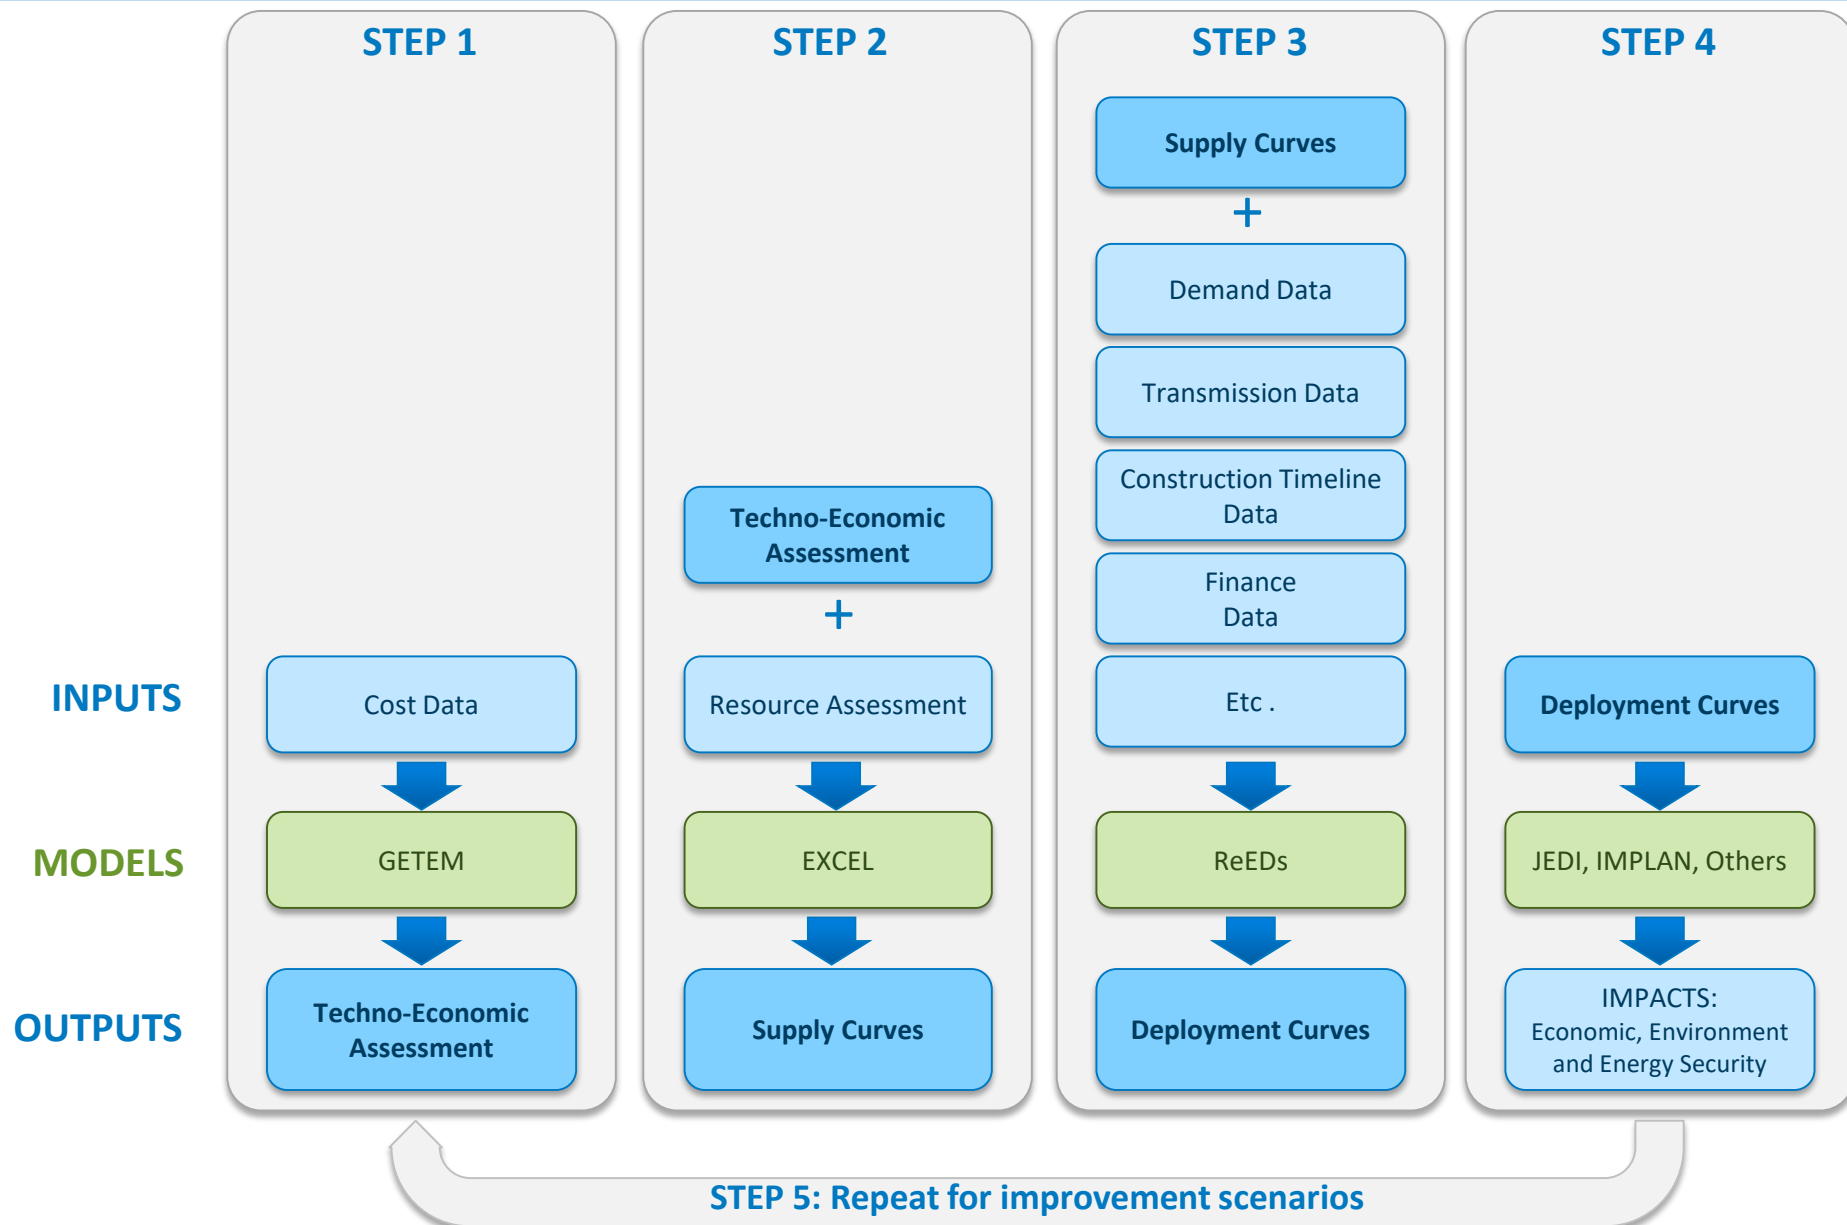 STEP 1
STEP 2
STEP 3
STEP 4
Supply Curves
+
Demand Data
Transmission Data
Construction Timeline
Data
Techno-Economic
Assessment
+
Finance
Data
INPUTS
Cost Data
Resource Assessment
Etc .
Deployment Curves
MODELS
GETEM
EXCEL
ReEDs
JEDI, IMPLAN, Others
OUTPUTS
Techno-Economic
Assessment
Supply Curves
Deployment Curves
IMPACTS:
Economic, Environment
and Energy Security
STEP 5: Repeat for improvement scenarios